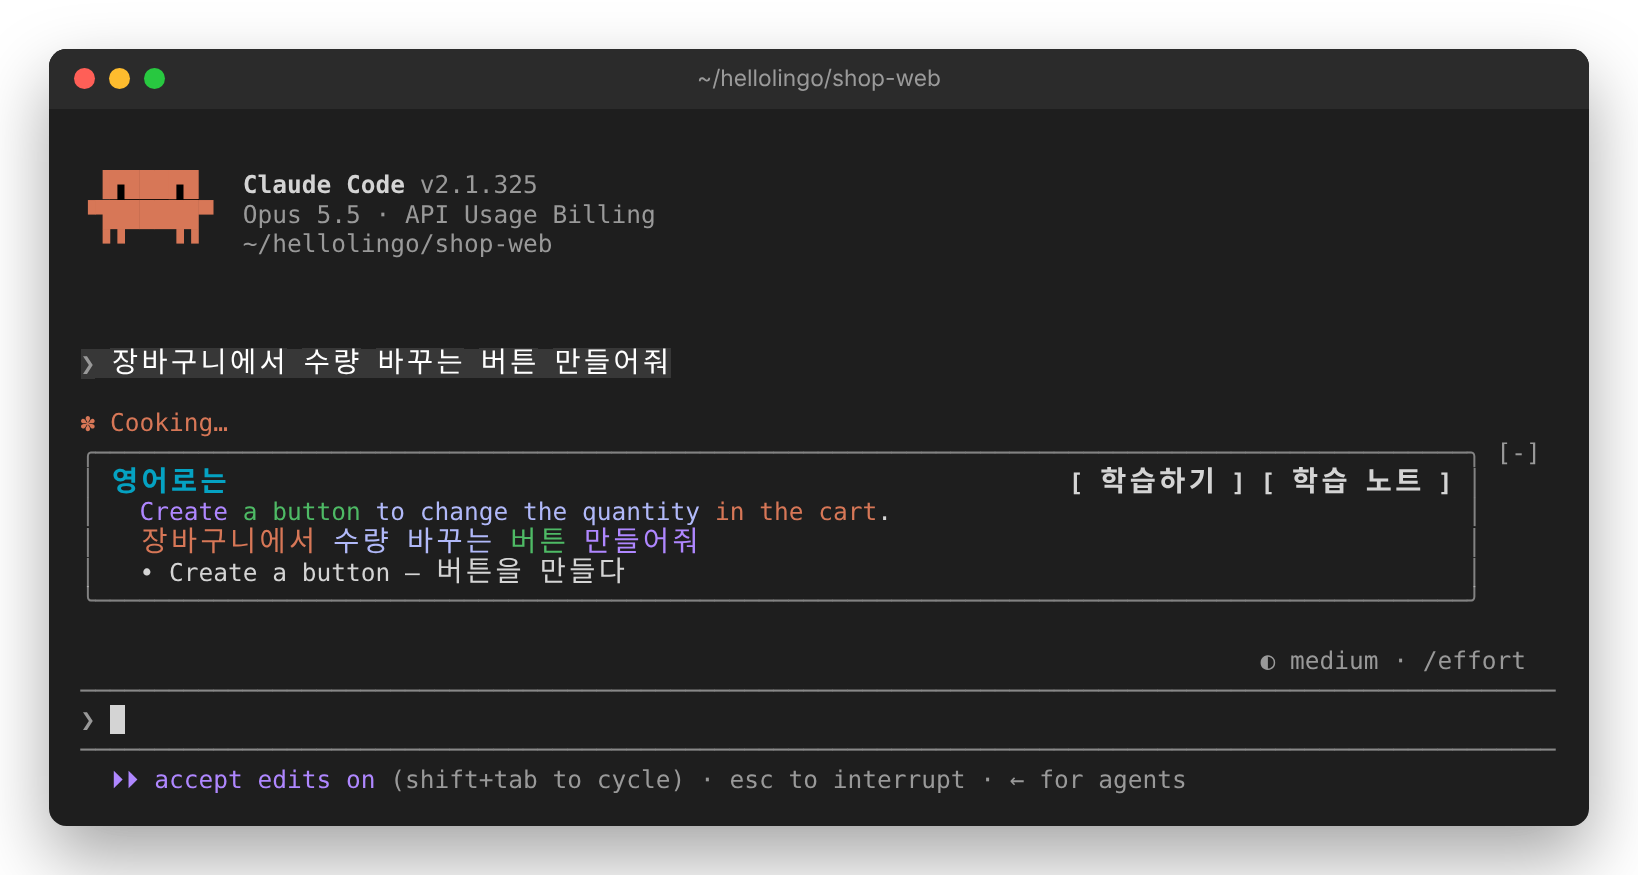 ~/hellolingo/shop-web
Claude Code v2.1.325
Opus 5.5 · API Usage Billing
~/hellolingo/shop-web
❯ 장바구니에서 수량 바꾸는 버튼 만들어줘
✽ Cooking…
[-]
영어로는 [ 학습하기 ] [ 학습 노트 ]
Create a button to change the quantity in the cart.
장바구니에서 수량 바꾸는 버튼 만들어줘
• Create a button — 버튼을 만들다
◐ medium · /effort
❯
⏵⏵ accept edits on (shift+tab to cycle) · esc to interrupt · ← for agents